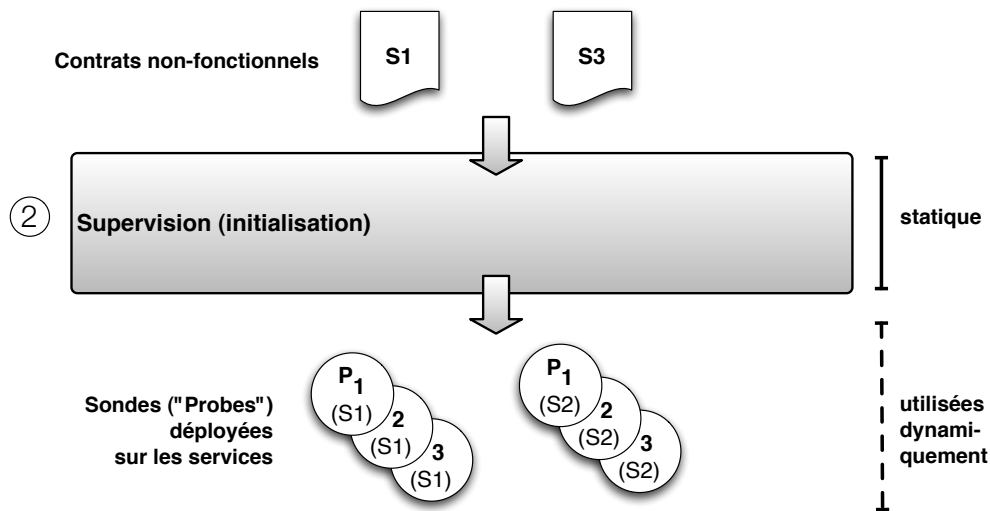 Contrats non-fonctionnels
S1
S3
2
Supervision (initialisation)
statique
Sondes ("Probes")
déployées
sur les services
P1
(S1)
2
(S1)
3
(S1)
P1
(S2)
2
(S2)
3
(S2)
utilisées
dynami-
quement